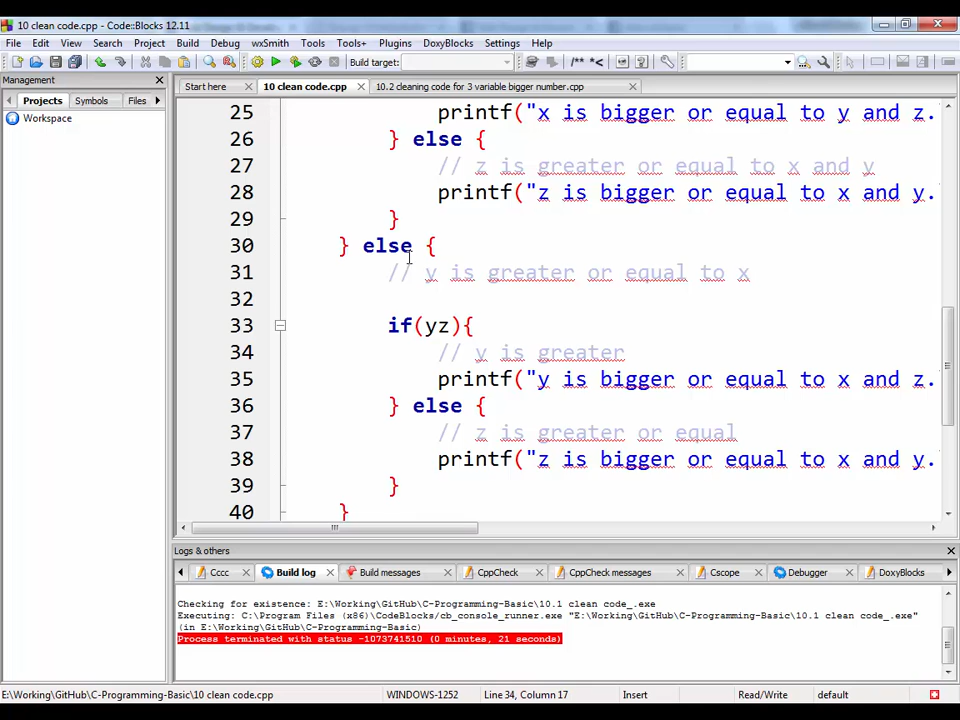 10 clean code.cpp - Code::Blocks 12.11
File Edit View Search Project Build Debug wxSmith Tools Tools+ Plugins DoxyBlocks Settings Help
Build target: /** *<
Management
Projects Symbols Files
Workspace
Start here 10 clean code.cpp 10.2 cleaning code for 3 variable bigger number.cpp
25 printf("x is bigger or equal to y and z.
26 } else {
27 // z is greater or equal to x and y
28 printf("z is bigger or equal to x and y.
29 }
30 } else {
31 // y is greater or equal to x
32
33 if(yz){
34 // y is greater
35 printf("y is bigger or equal to x and z.
36 } else {
37 // z is greater or equal
38 printf("z is bigger or equal to x and y.
39 }
40 }
Logs & others
Cccc Build log Build messages CppCheck CppCheck messages Cscope Debugger DoxyBlocks
Checking for existence: E:\Working\GitHub\C-Programming-Basic\10.1 clean code_.exe
Executing: C:\Program Files (x86)\CodeBlocks/cb_console_runner.exe "E:\Working\GitHub\C-Programming-Basic\10.1 clean code_.exe"
(in E:\Working\GitHub\C-Programming-Basic)
Process terminated with status -1073741510 (0 minutes, 21 seconds)
E:\Working\GitHub\C-Programming-Basic\10 clean code.cpp WINDOWS-1252 Line 34, Column 17 Insert Read/Write default